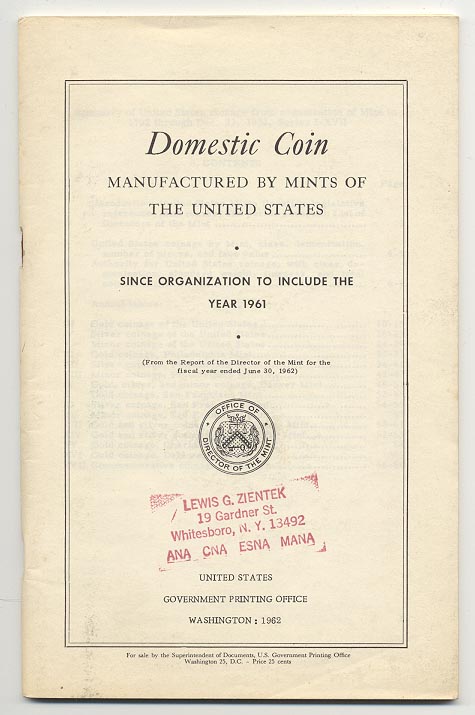 Domestic Coin
MANUFACTURED BY MINTS OF
THE UNITED STATES
SINCE ORGANIZATION TO INCLUDE THE
YEAR 1961
(From the Report of the Director of the Mint for the
fiscal year ended June 30, 1962)
OFFICE OF
DIRECTOR OF THE MINT
LEWIS G. ZIENTEK
19 Gardner St.
Whitesboro, N. Y. 13492
ANA CNA ESNA MANA
UNITED STATES
GOVERNMENT PRINTING OFFICE
WASHINGTON : 1962
For sale by the Superintendent of Documents, U.S. Government Printing Office
Washington 25, D.C. - Price 25 cents